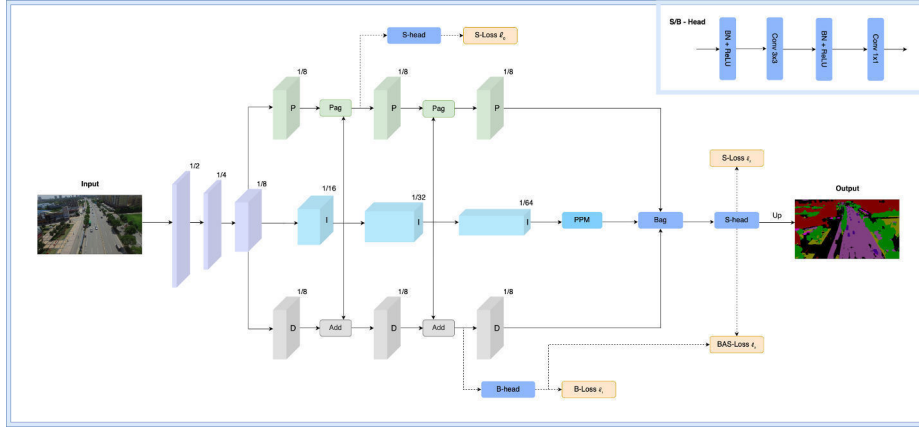 S/B - Head
BN + ReLU
Conv 3x3
BN + ReLU
Conv 1x1
S-head
S-Loss ℓ₀
1/8
P
Pag
1/8
P
Pag
1/8
P
Input
1/2
1/4
1/8
1/16
I
1/32
I
1/64
I
PPM
Bag
S-head
Up
S-Loss
Output
1/8
D
Add
1/8
D
Add
1/8
D
BAS-Loss
B-head
B-Loss